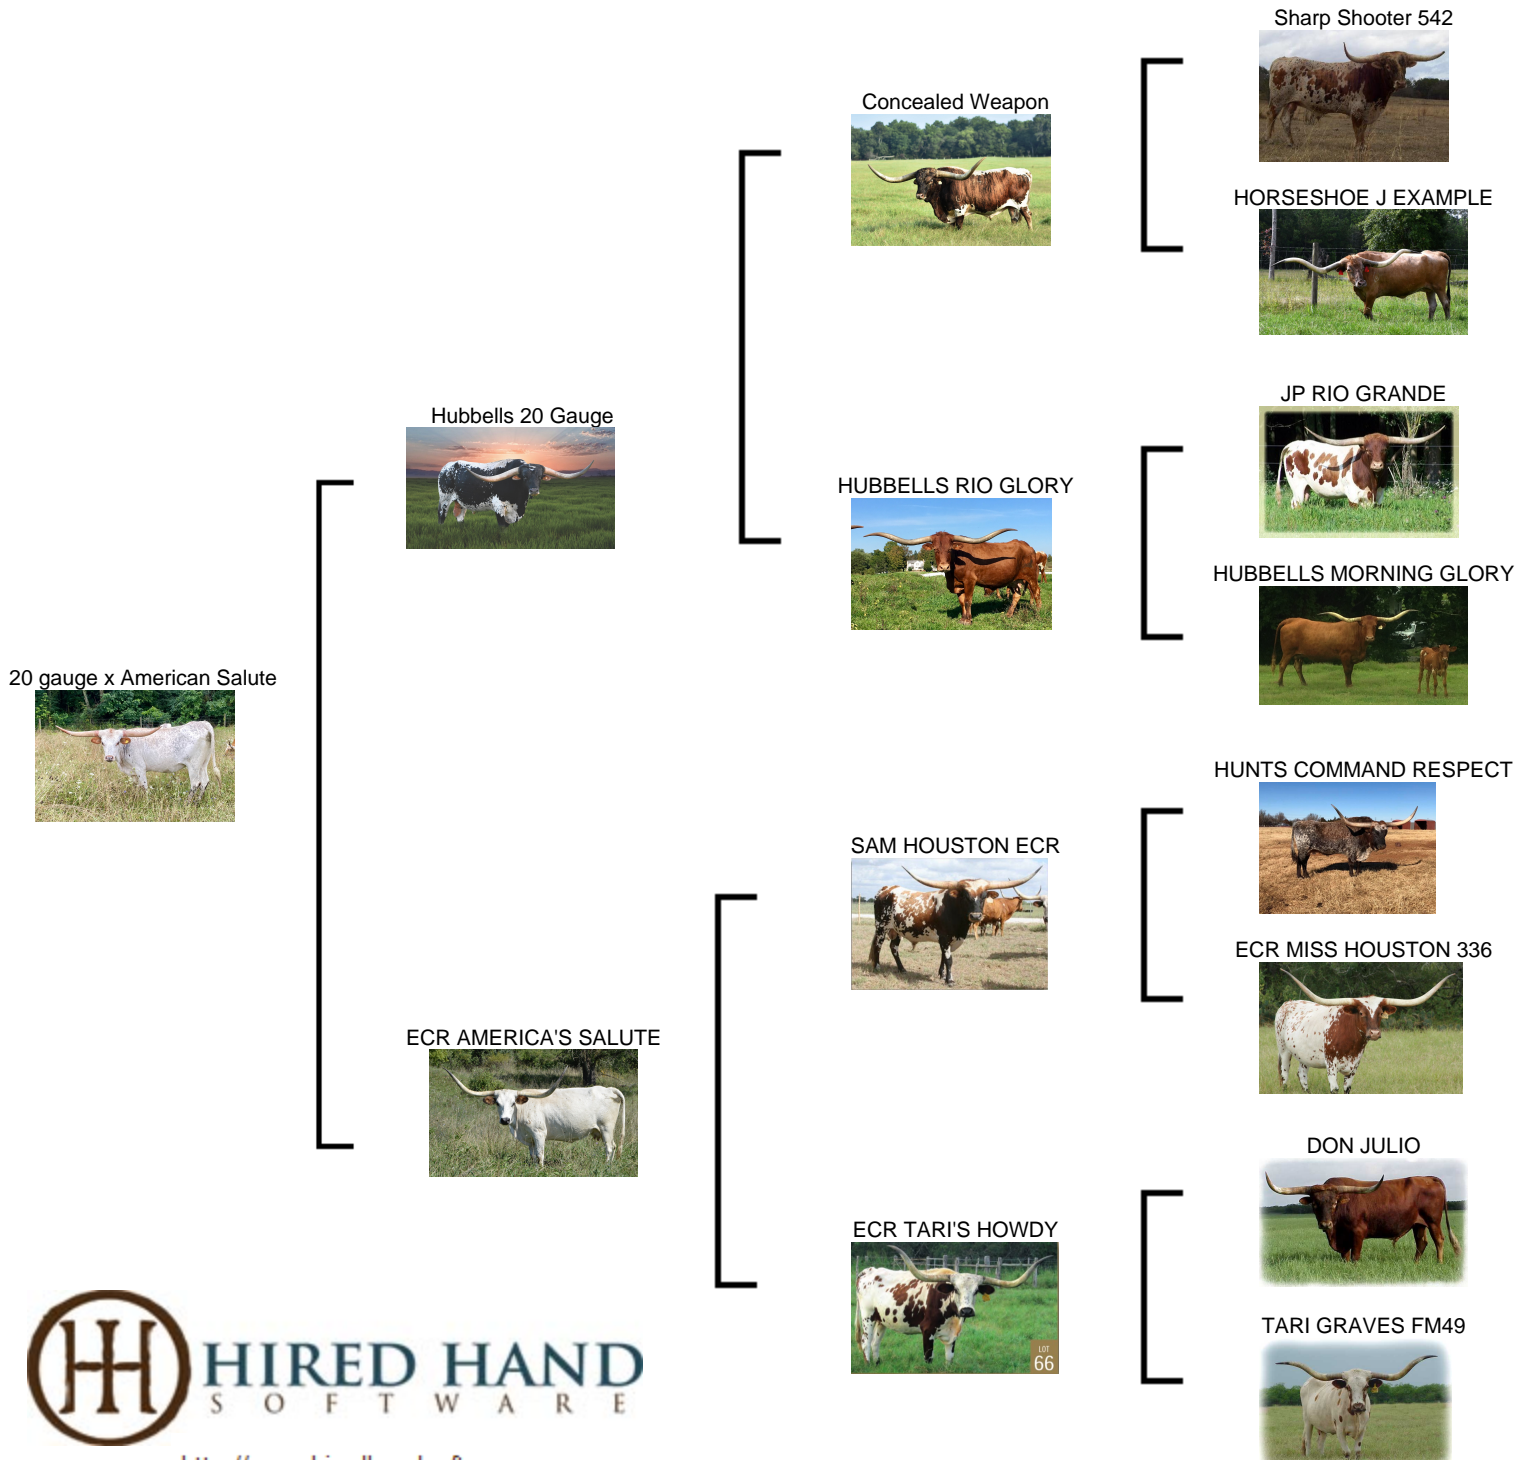 Sharp Shooter 542
Concealed Weapon
HORSESHOE J EXAMPLE
JP RIO GRANDE
Hubbells 20 Gauge
HUBBELLS RIO GLORY
HUBBELLS MORNING GLORY
20 gauge x American Salute
HUNTS COMMAND RESPECT
SAM HOUSTON ECR
ECR MISS HOUSTON 336
ECR AMERICA'S SALUTE
DON JULIO
ECR TARI'S HOWDY
LOT
66
TARI GRAVES FM49
HIRED HAND
SOFTWARE